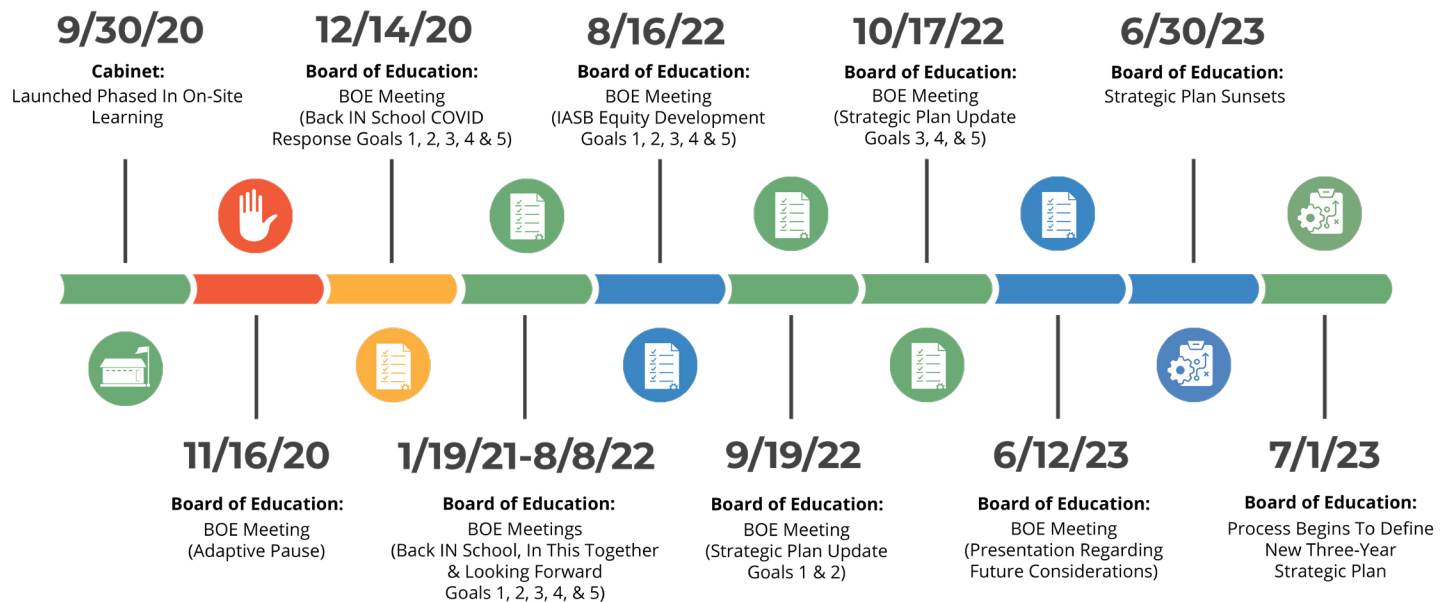 9/30/20
Cabinet:
Launched Phased In On-Site
Learning
12/14/20
Board of Education:
BOE Meeting
(Back IN School COVID
Response Goals 1, 2, 3, 4 & 5)
8/16/22
Board of Education:
BOE Meeting
(IASB Equity Development
Goals 1, 2, 3, 4 & 5)
10/17/22
Board of Education:
BOE Meeting
(Strategic Plan Update
Goals 3, 4, & 5)
6/30/23
Board of Education:
Strategic Plan Sunsets
11/16/20
Board of Education:
BOE Meeting
(Adaptive Pause)
1/19/21-8/8/22
Board of Education:
BOE Meetings
(Back IN School, In This Together
& Looking Forward
Goals 1, 2, 3, 4, & 5)
9/19/22
Board of Education:
BOE Meeting
(Strategic Plan Update
Goals 1 & 2)
6/12/23
Board of Education:
BOE Meeting
(Presentation Regarding
Future Considerations)
7/1/23
Board of Education:
Process Begins To Define
New Three-Year
Strategic Plan